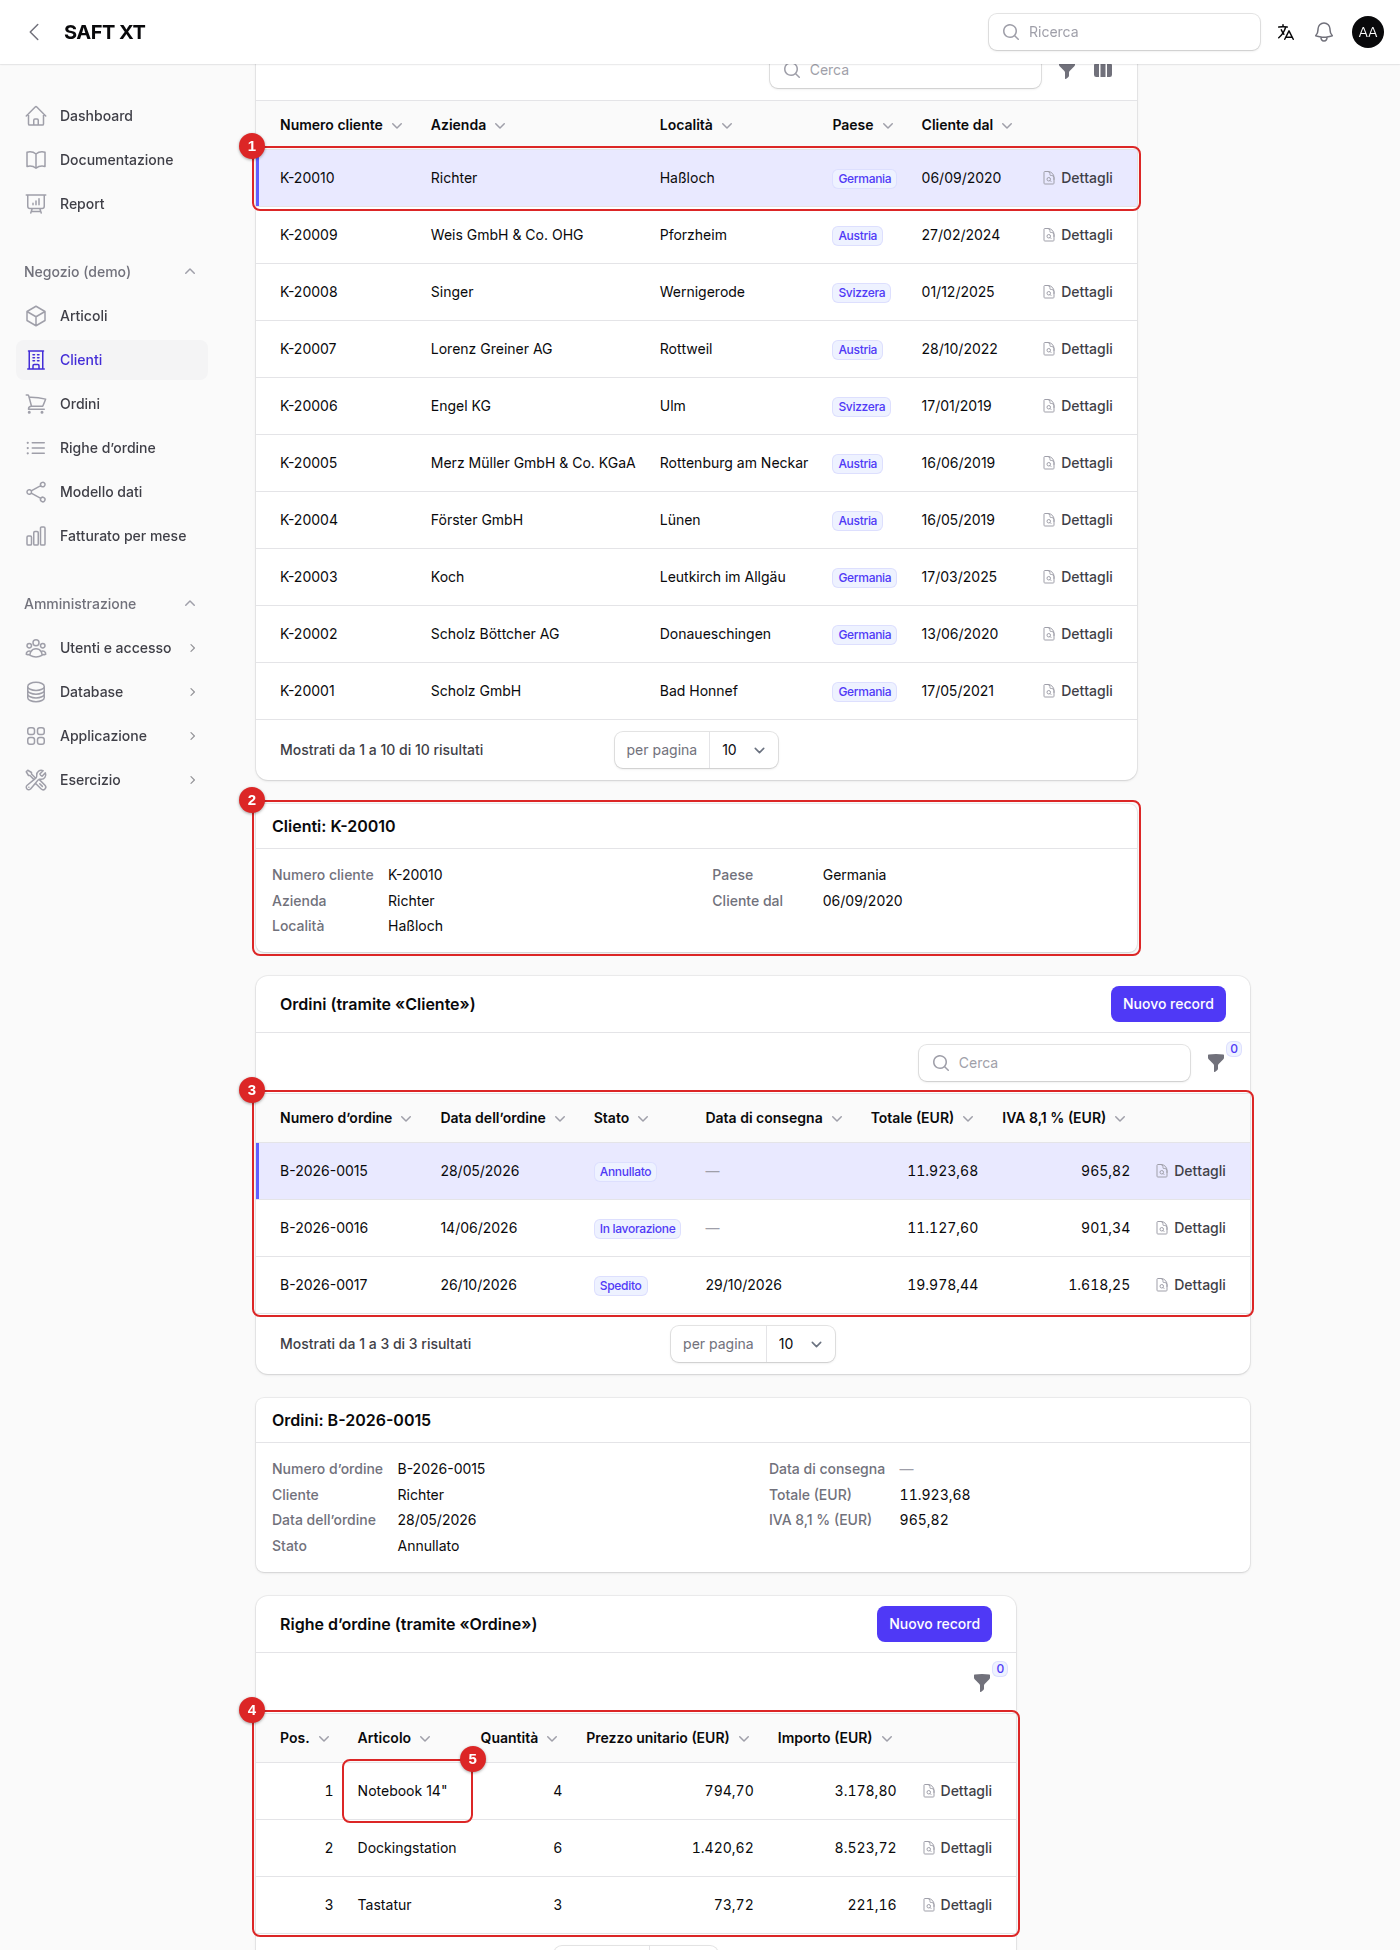 SAFT XT
Ricerca
AA
Dashboard
Documentazione
Report
Negozio (demo)
Articoli
Clienti
Ordini
Righe d'ordine
Modello dati
Fatturato per mese
Amministrazione
Utenti e accesso
Database
Applicazione
Esercizio
Cerca
Numero cliente Azienda Località Paese Cliente dal
1
K-20010 Richter Haßloch Germania 06/09/2020 Dettagli
K-20009 Weis GmbH & Co. OHG Pforzheim Austria 27/02/2024 Dettagli
K-20008 Singer Wernigerode Svizzera 01/12/2025 Dettagli
K-20007 Lorenz Greiner AG Rottweil Austria 28/10/2022 Dettagli
K-20006 Engel KG Ulm Svizzera 17/01/2019 Dettagli
K-20005 Merz Müller GmbH & Co. KGaA Rottenburg am Neckar Austria 16/06/2019 Dettagli
K-20004 Förster GmbH Lünen Austria 16/05/2019 Dettagli
K-20003 Koch Leutkirch im Allgäu Germania 17/03/2025 Dettagli
K-20002 Scholz Böttcher AG Donaueschingen Germania 13/06/2020 Dettagli
K-20001 Scholz GmbH Bad Honnef Germania 17/05/2021 Dettagli
Mostrati da 1 a 10 di 10 risultati per pagina 10
2
Clienti: K-20010
Numero cliente K-20010 Paese Germania
Azienda Richter Cliente dal 06/09/2020
Località Haßloch
Ordini (tramite «Cliente») Nuovo record
Cerca 0
3
Numero d'ordine Data dell'ordine Stato Data di consegna Totale (EUR) IVA 8,1 % (EUR)
B-2026-0015 28/05/2026 Annullato — 11.923,68 965,82 Dettagli
B-2026-0016 14/06/2026 In lavorazione — 11.127,60 901,34 Dettagli
B-2026-0017 26/10/2026 Spedito 29/10/2026 19.978,44 1.618,25 Dettagli
Mostrati da 1 a 3 di 3 risultati per pagina 10
Ordini: B-2026-0015
Numero d'ordine B-2026-0015 Data di consegna —
Cliente Richter Totale (EUR) 11.923,68
Data dell'ordine 28/05/2026 IVA 8,1 % (EUR) 965,82
Stato Annullato
Righe d'ordine (tramite «Ordine») Nuovo record
0
4
Pos. Articolo Quantità Prezzo unitario (EUR) Importo (EUR)
5
1 Notebook 14" 4 794,70 3.178,80 Dettagli
2 Dockingstation 6 1.420,62 8.523,72 Dettagli
3 Tastatur 3 73,72 221,16 Dettagli